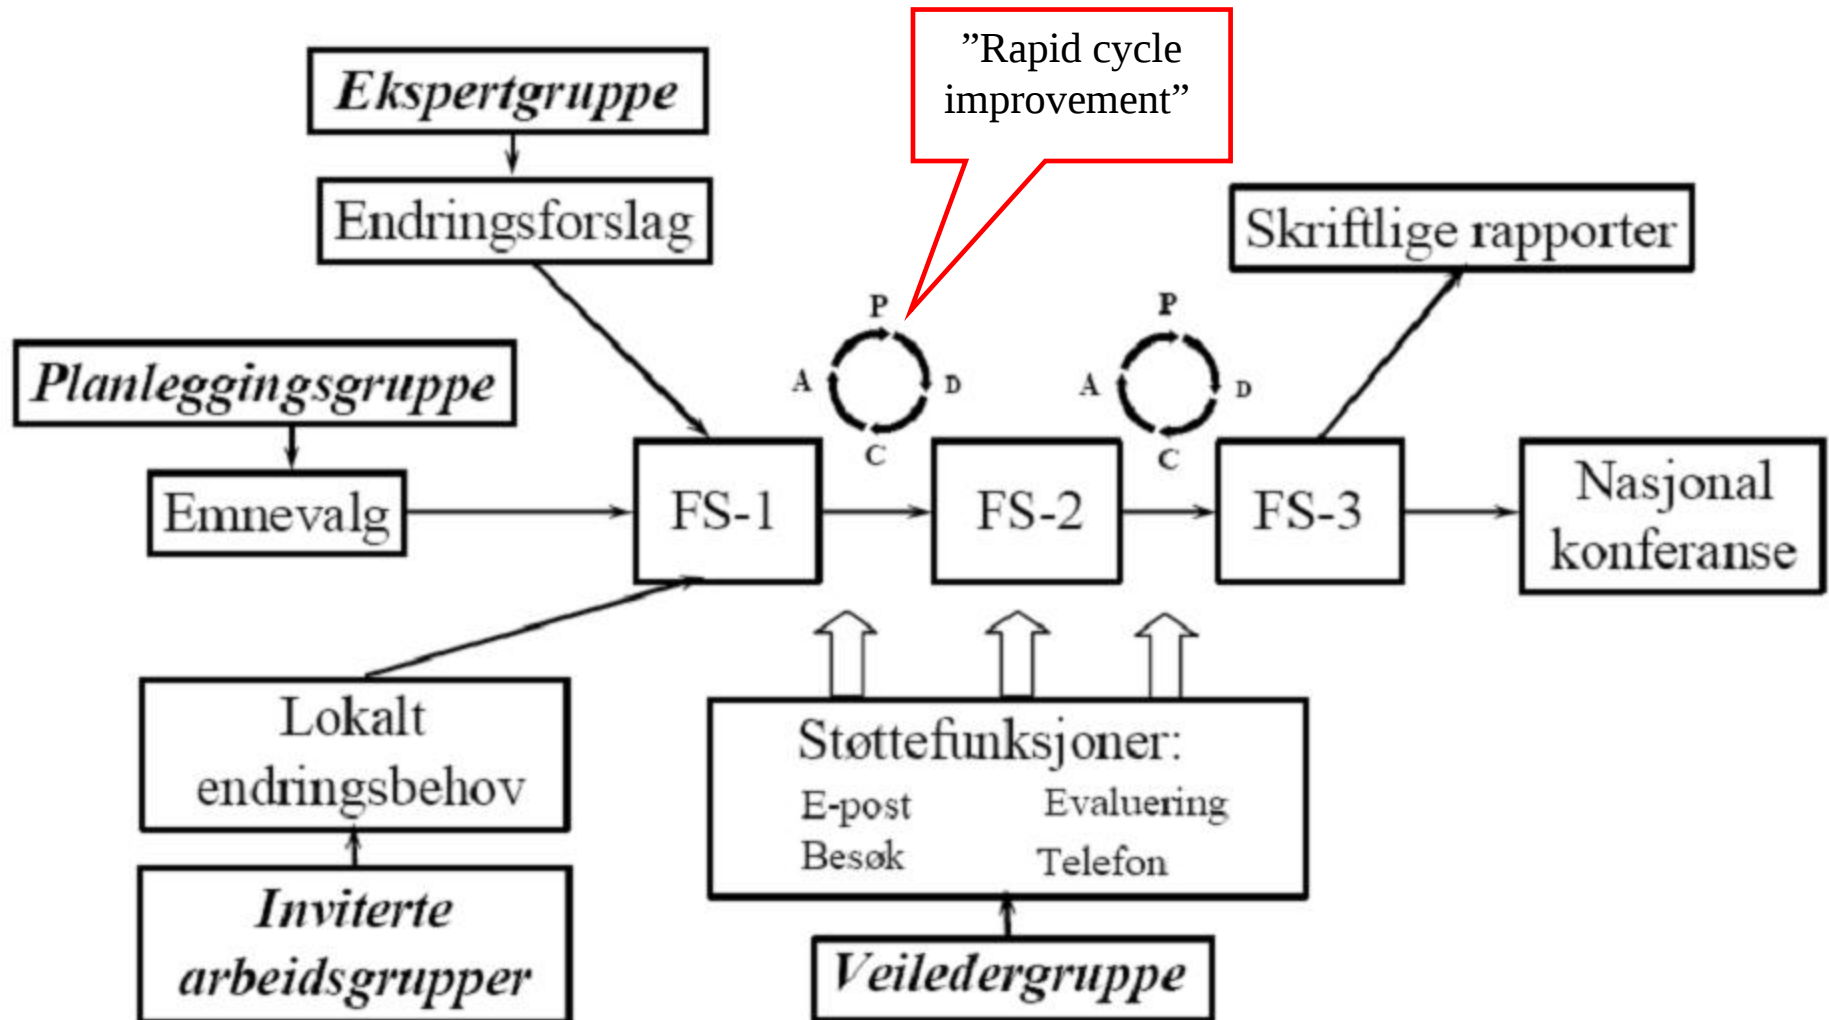 ”Rapid cycle
improvement”
Ekspertgruppe
Endringsforslag
Skriftlige rapporter
P
A
D
C
P
A
D
C
Planleggingsgruppe
Emnevalg
FS-1
FS-2
FS-3
Nasjonal
konferanse
Lokalt
endringsbehov
Inviterte
arbeidsgrupper
Støttefunksjoner:
E-post
Evaluering
Besøk
Telefon
Veiledergruppe